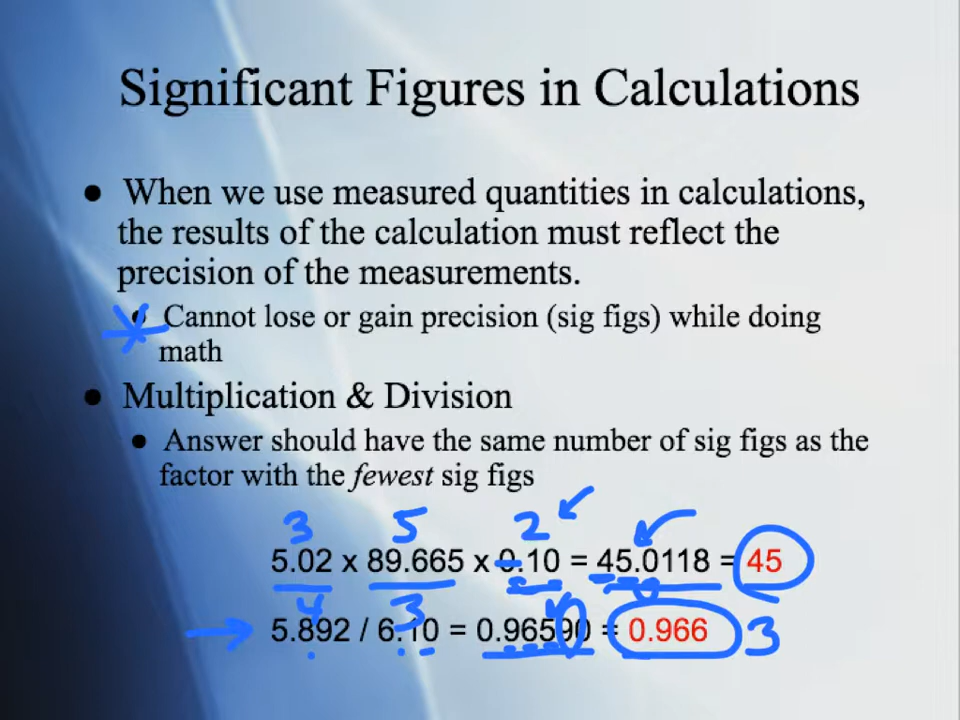 Significant Figures in Calculations
● When we use measured quantities in calculations,
the results of the calculation must reflect the
precision of the measurements.
● Cannot lose or gain precision (sig figs) while doing
math
● Multiplication & Division
● Answer should have the same number of sig figs as the
factor with the fewest sig figs
3 5 2
5.02 x 89.665 x 0.10 = 45.0118 = 45
4 3
5.892 / 6.10 = 0.96590 = 0.966 3